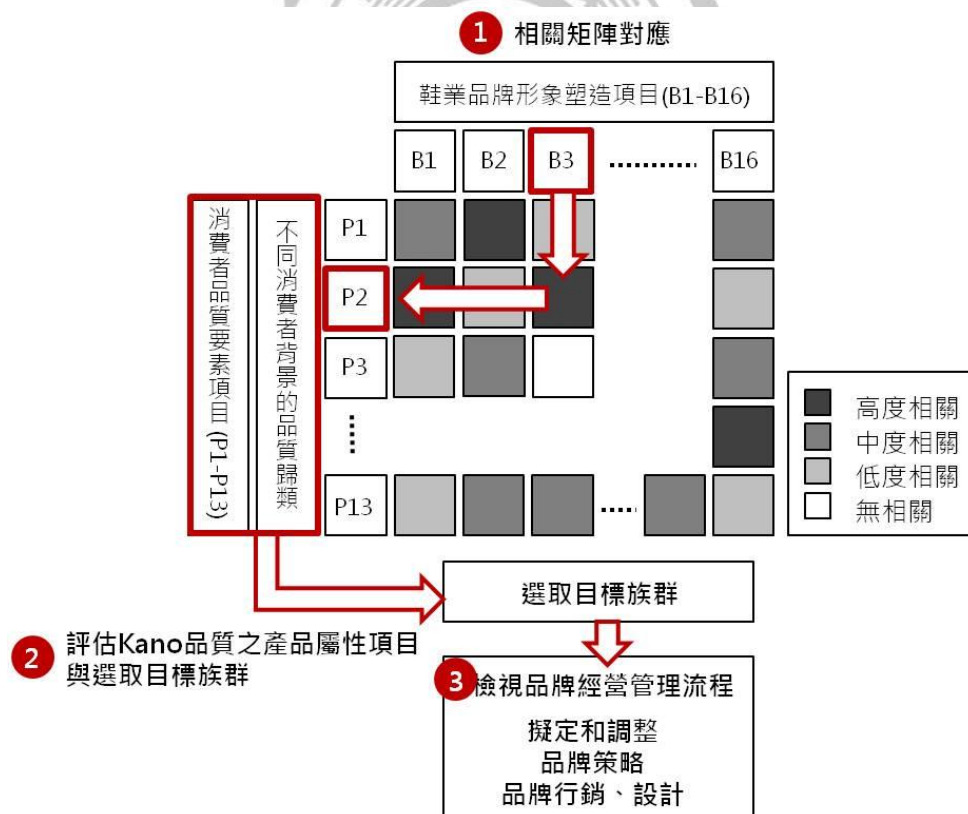 1 相關矩陣對應
鞋業品牌形象塑造項目(B1-B16)
B1 B2 B3 ............ B16
消費者品質要素項目(P1-P13)
不同消費者背景的品質歸類
P1
P2
P3
P13
高度相關
中度相關
低度相關
無相關
選取目標族群
2 評估Kano品質之產品屬性項目
與選取目標族群
3 檢視品牌經營管理流程
擬定和調整
品牌策略
品牌行銷、設計